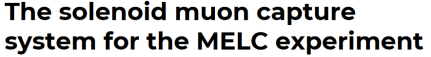 The solenoid muon capture
system for the MELC experiment